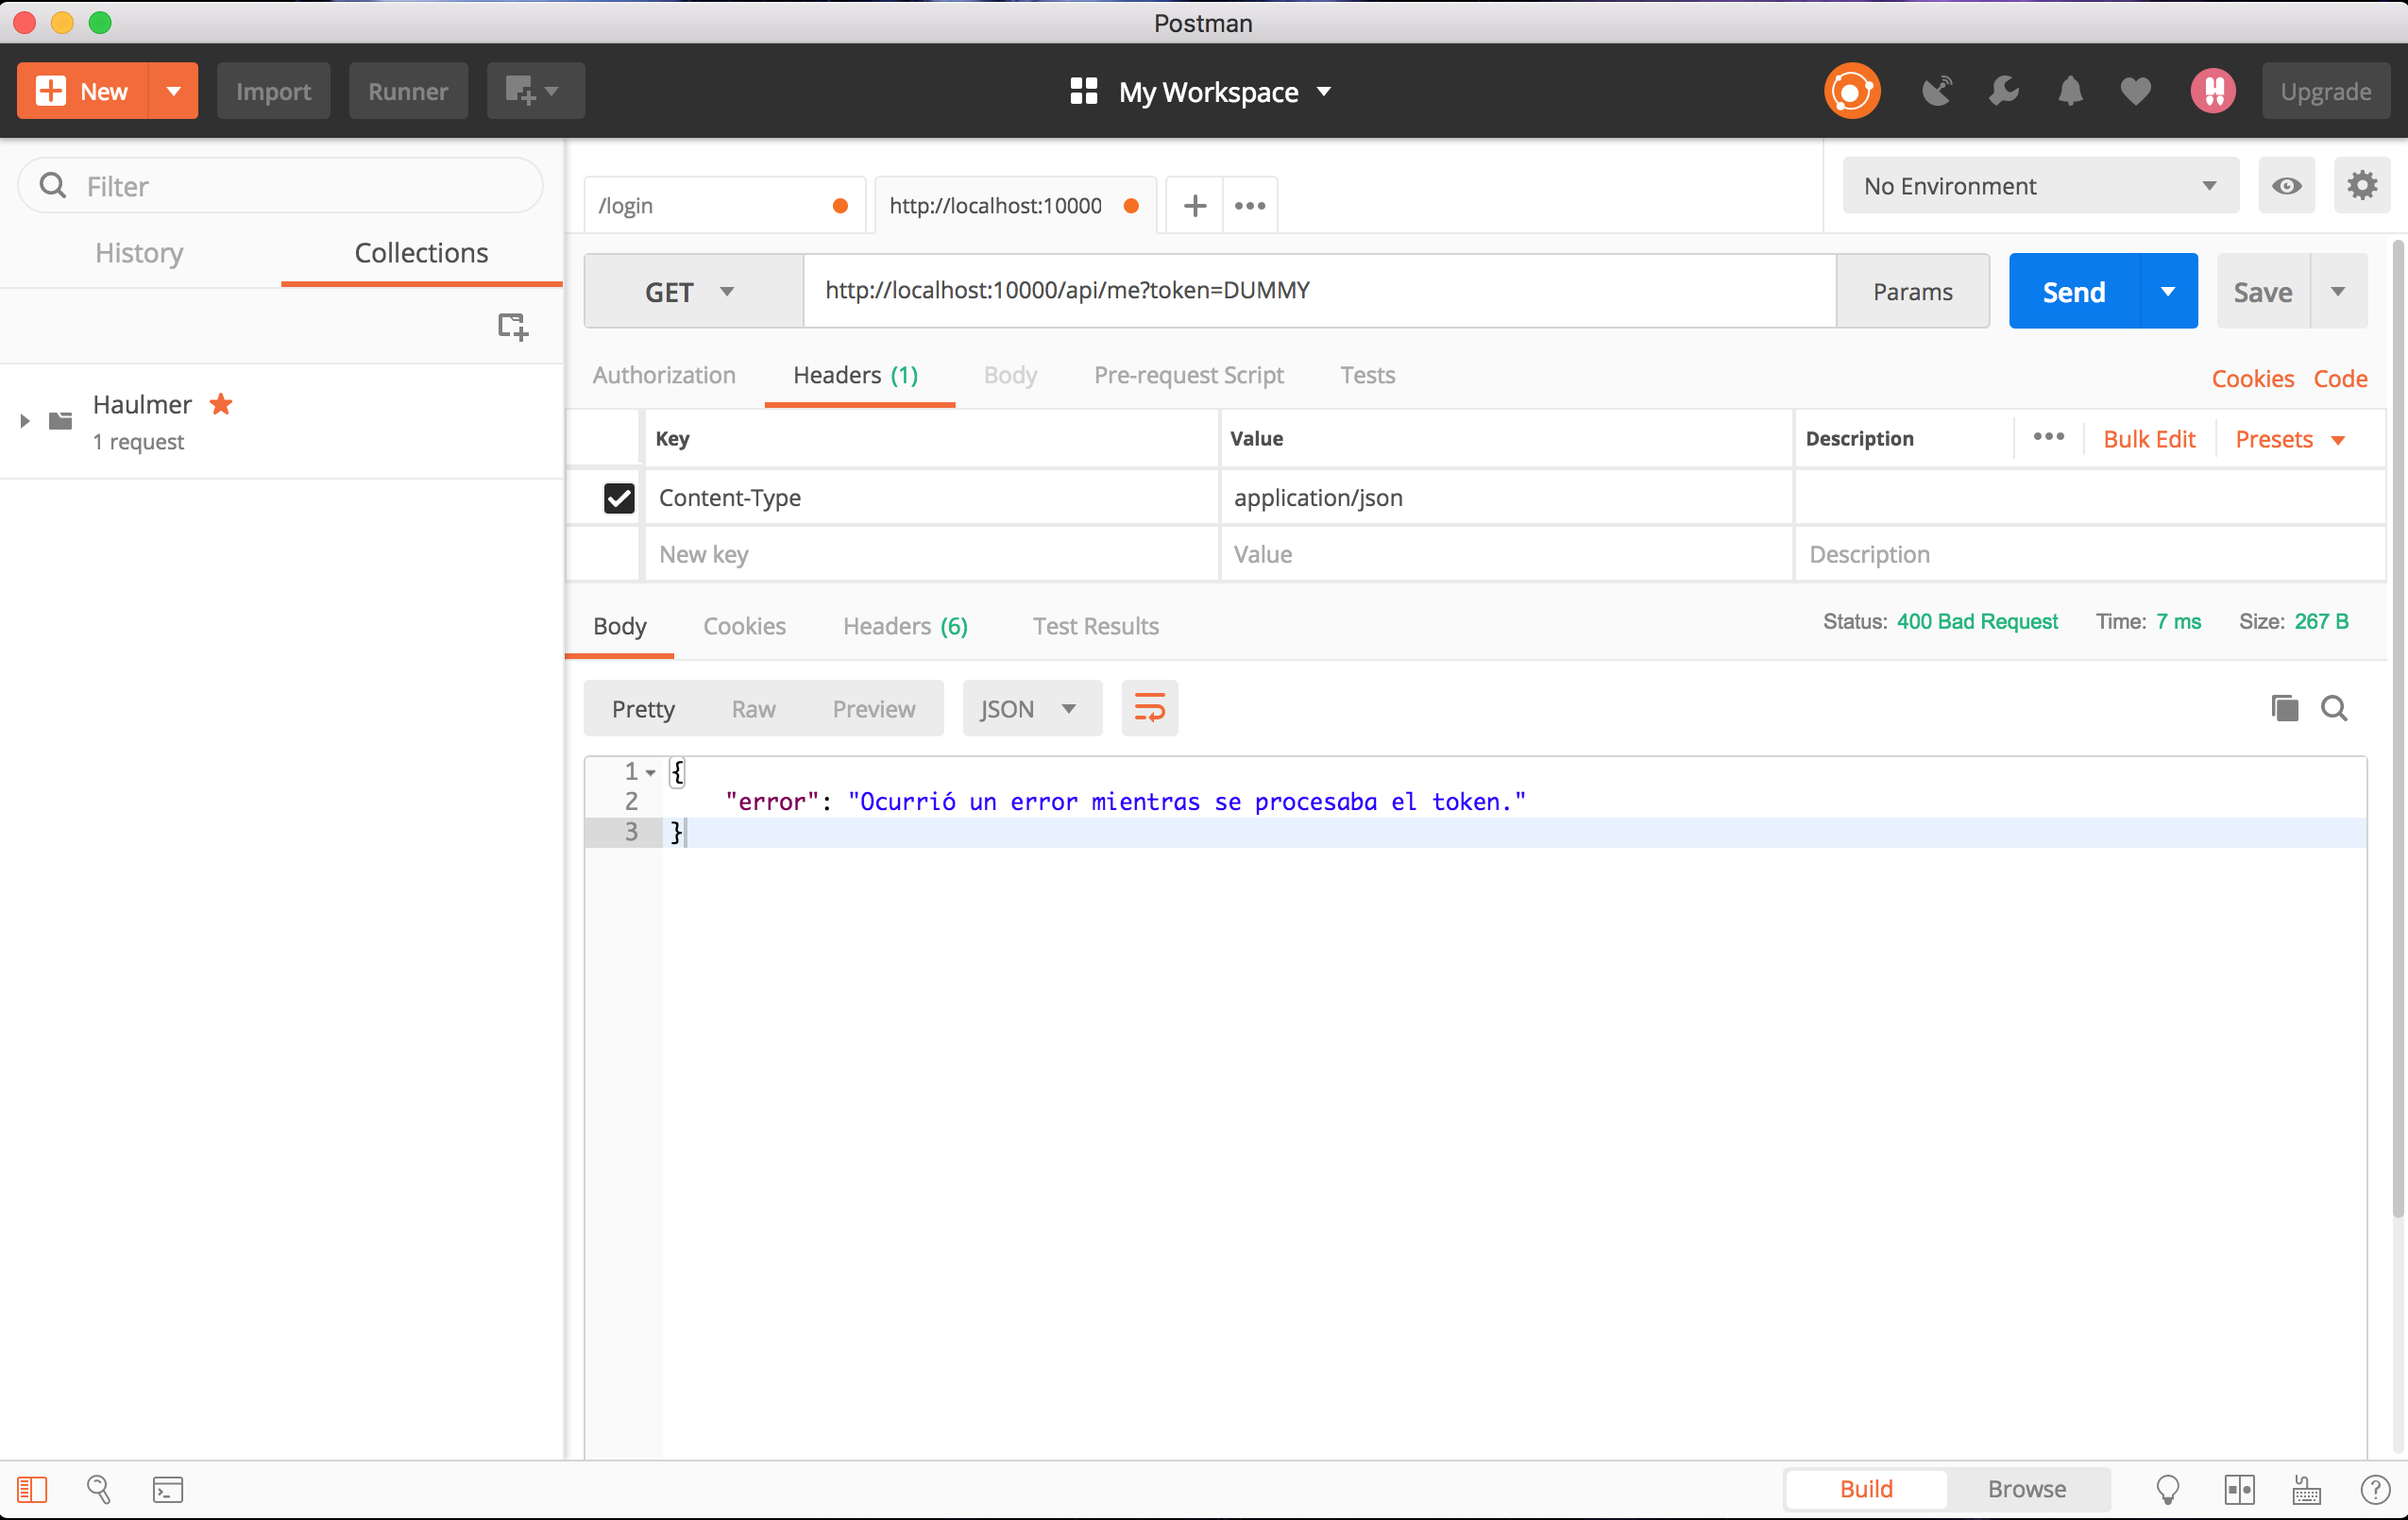 Postman
New
Import
Runner
My Workspace
Upgrade
Filter
History
Collections
Haulmer
1 request
/login
http://localhost:10000
No Environment
GET
http://localhost:10000/api/me?token=DUMMY
Params
Send
Save
Authorization
Headers (1)
Body
Pre-request Script
Tests
Cookies
Code
Key
Value
Description
Bulk Edit
Presets
Content-Type
application/json
New key
Value
Description
Body
Cookies
Headers (6)
Test Results
Status: 400 Bad Request
Time: 7 ms
Size: 267 B
Pretty
Raw
Preview
JSON
1 {
2 "error": "Ocurrió un error mientras se procesaba el token."
3 }
Build
Browse